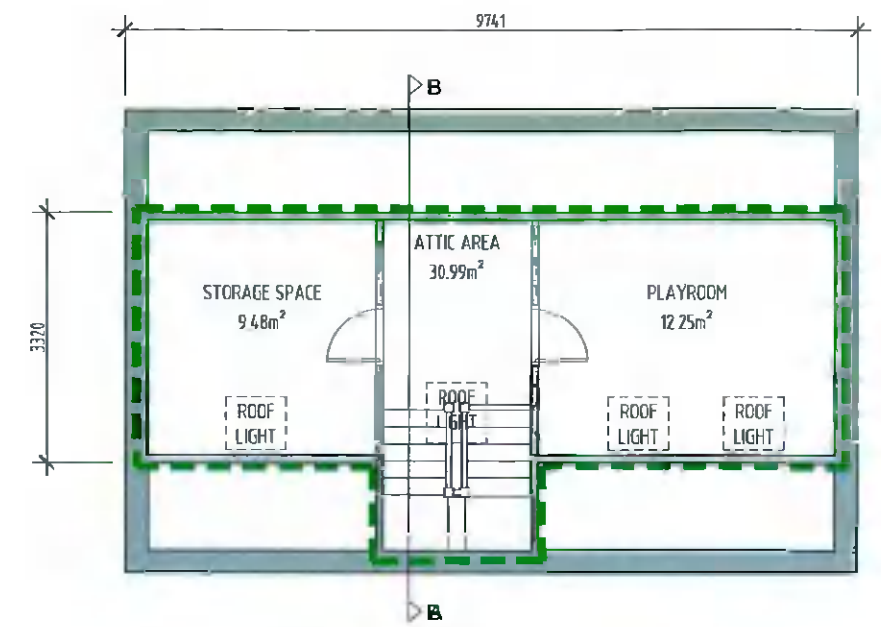 9741
B
ATTIC AREA
30.99m²
STORAGE SPACE
9.48m²
PLAYROOM
12.25m²
3320
ROOF
LIGHT
ROOF
LIGHT
ROOF
LIGHT
ROOF
LIGHT
B